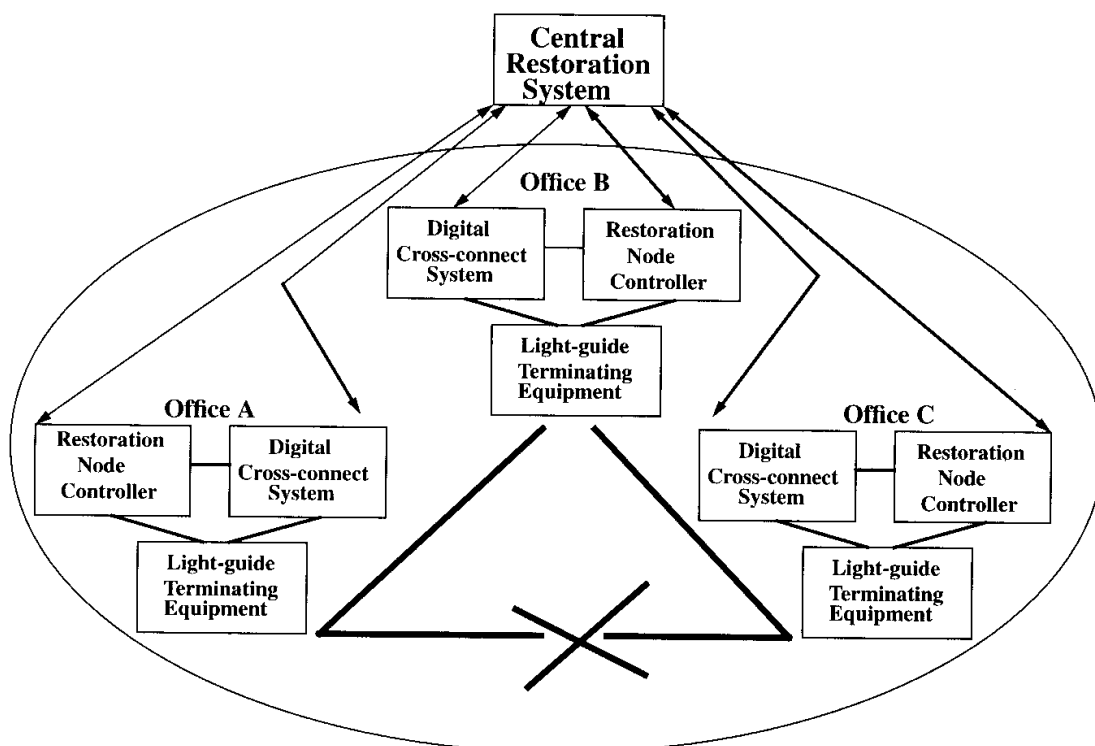 Central
Restoration
System
Office B
Digital
Cross-connect
System
Restoration
Node
Controller
Light-guide
Terminating
Equipment
Office A
Restoration
Node
Controller
Digital
Cross-connect
System
Light-guide
Terminating
Equipment
Office C
Digital
Cross-connect
System
Restoration
Node
Controller
Light-guide
Terminating
Equipment